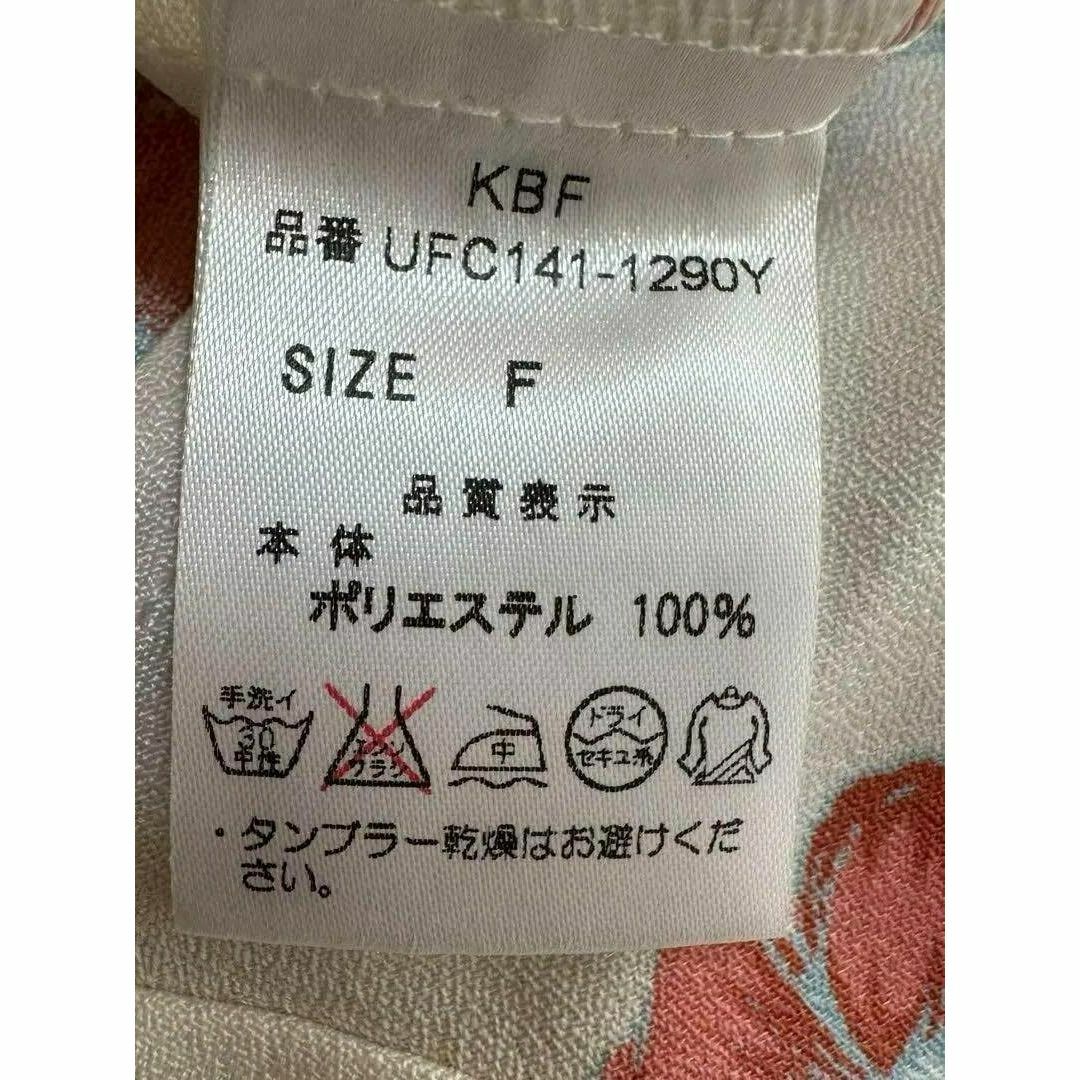 KBF
品番 UFC141-1290Y
SIZE F
品質表示
本体
ポリエステル 100%
手洗イ
30
中性
エンソ
サラシ
中
ドライ
セキユ系
・タンブラー乾燥はお避けくだ
さい。